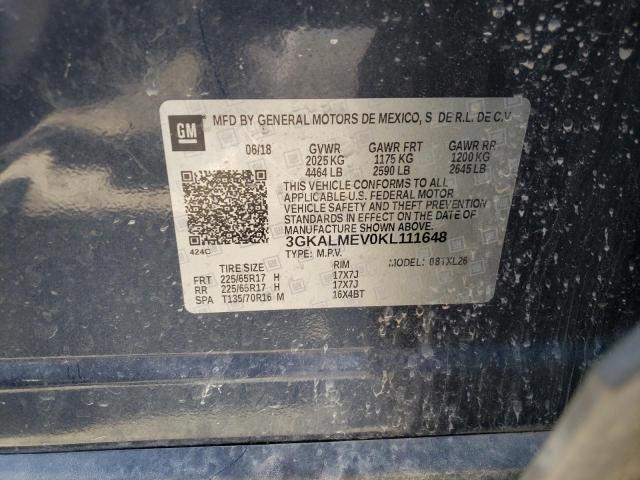 GM MFD BY GENERAL MOTORS DE MEXICO, S DE R.L. DE C.V
06/18 GVWR GAWR FRT GAWR RR
2025 KG 1175 KG 1200 KG
4464 LB 2590 LB 2645 LB
THIS VEHICLE CONFORMS TO ALL
APPLICABLE U.S. FEDERAL MOTOR
VEHICLE SAFETY AND THEFT PREVENTION
STANDARDS IN EFFECT ON THE DATE OF
MANUFACTURE SHOWN ABOVE.
424C 3GKALMEV0KL111648
TYPE: M.P.V. MODEL:
TIRE SIZE RIM
FRT 225/65R17 H 17X7J
RR 225/65R17 H 17X7J
SPA T135/70R16 M 16X4BT